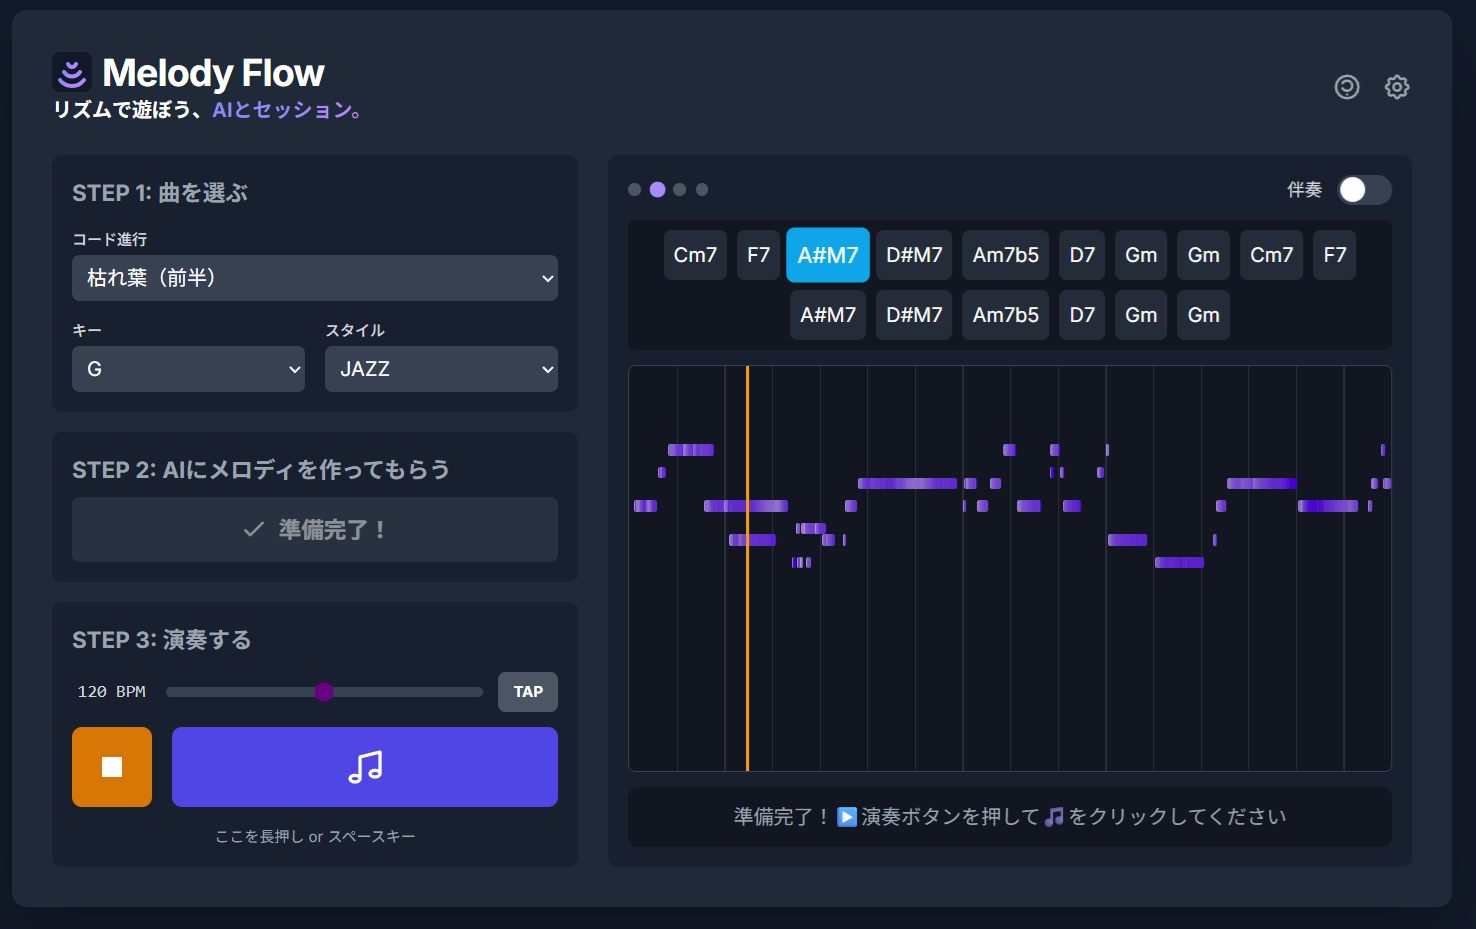 Melody Flow
リズムで遊ぼう、AIとセッション。
STEP 1: 曲を選ぶ
コード進行
枯れ葉（前半）
キー
スタイル
G
JAZZ
STEP 2: AIにメロディを作ってもらう
準備完了！
STEP 3: 演奏する
120 BPM
TAP
ここを長押し or スペースキー
伴奏
Cm7 F7 A#M7 D#M7 Am7b5 D7 Gm Gm Cm7 F7
A#M7 D#M7 Am7b5 D7 Gm Gm
準備完了！▶️演奏ボタンを押して🎵をクリックしてください